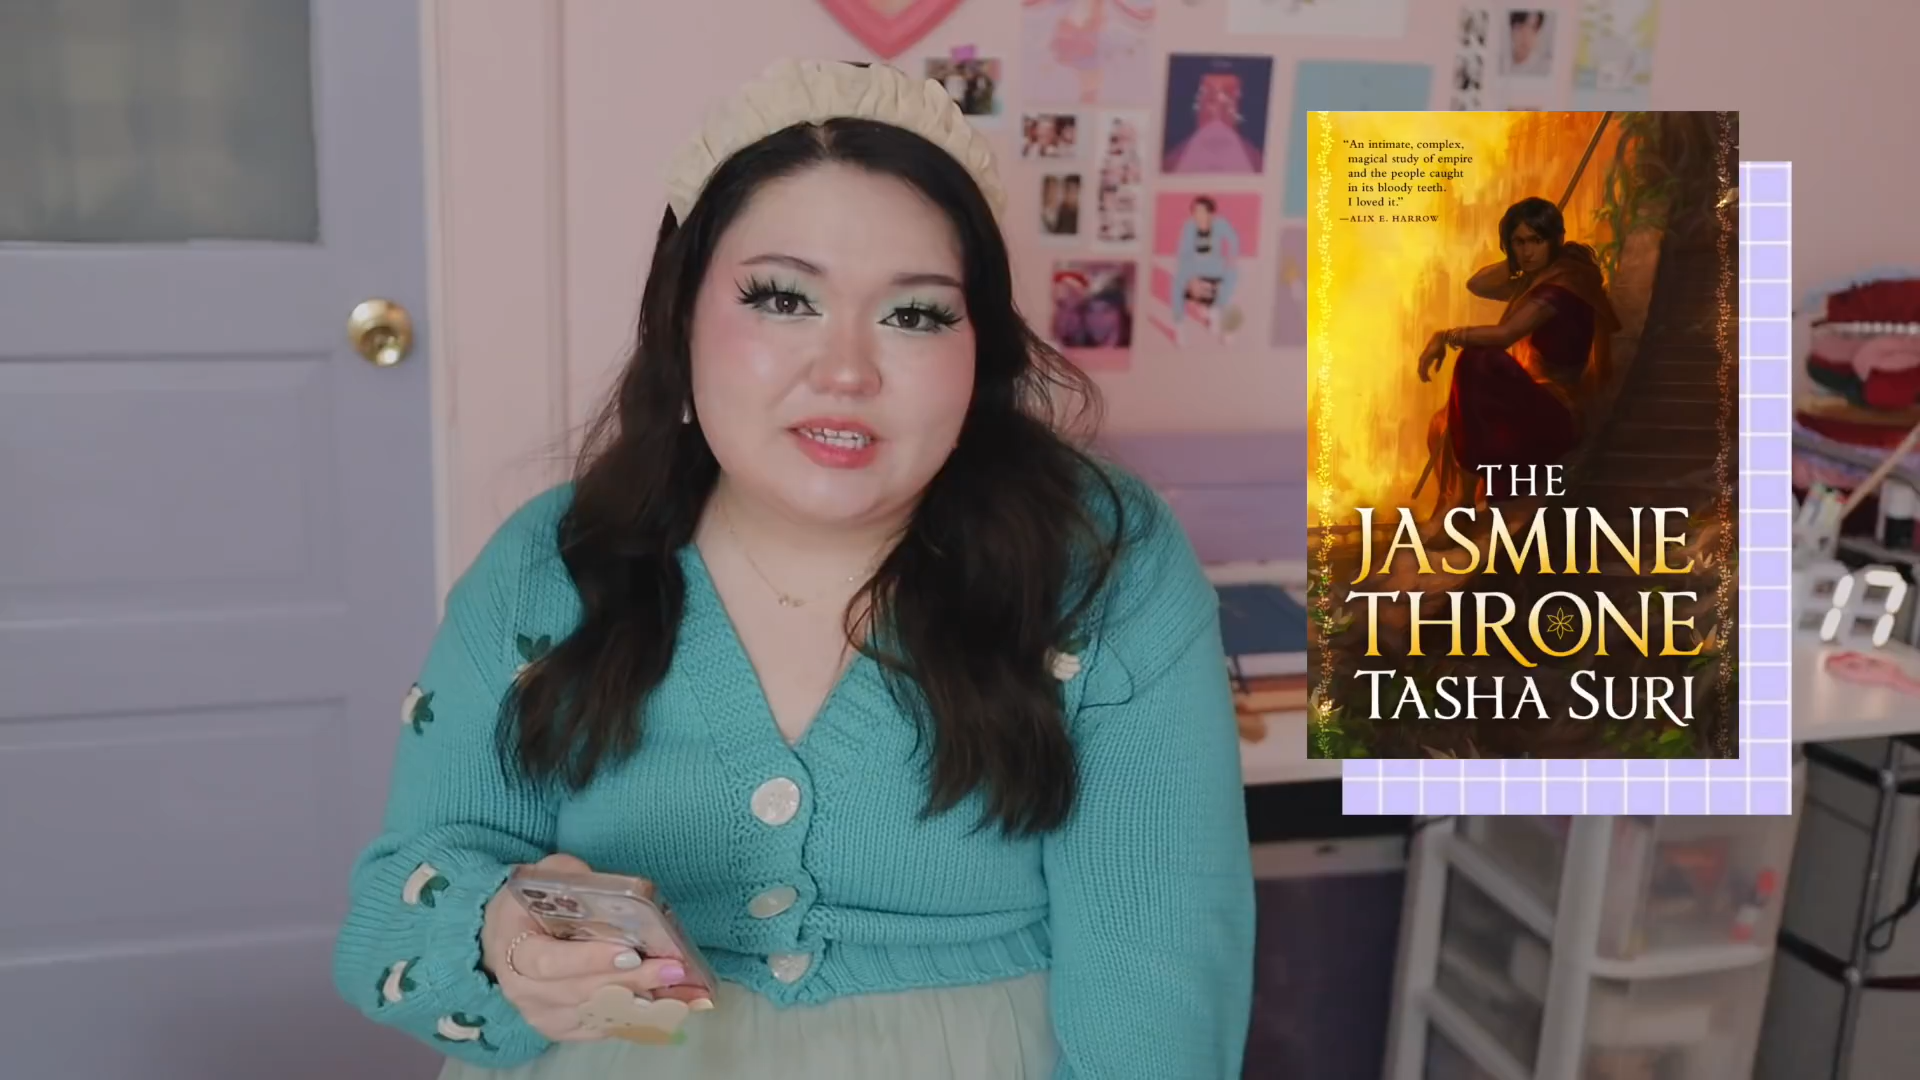 “An intimate, complex,
magical study of empire
and the people caught
in its bloody teeth.
I loved it.”
—ALIX E. HARROW
THE
JASMINE
THRONE
TASHA SURI
17